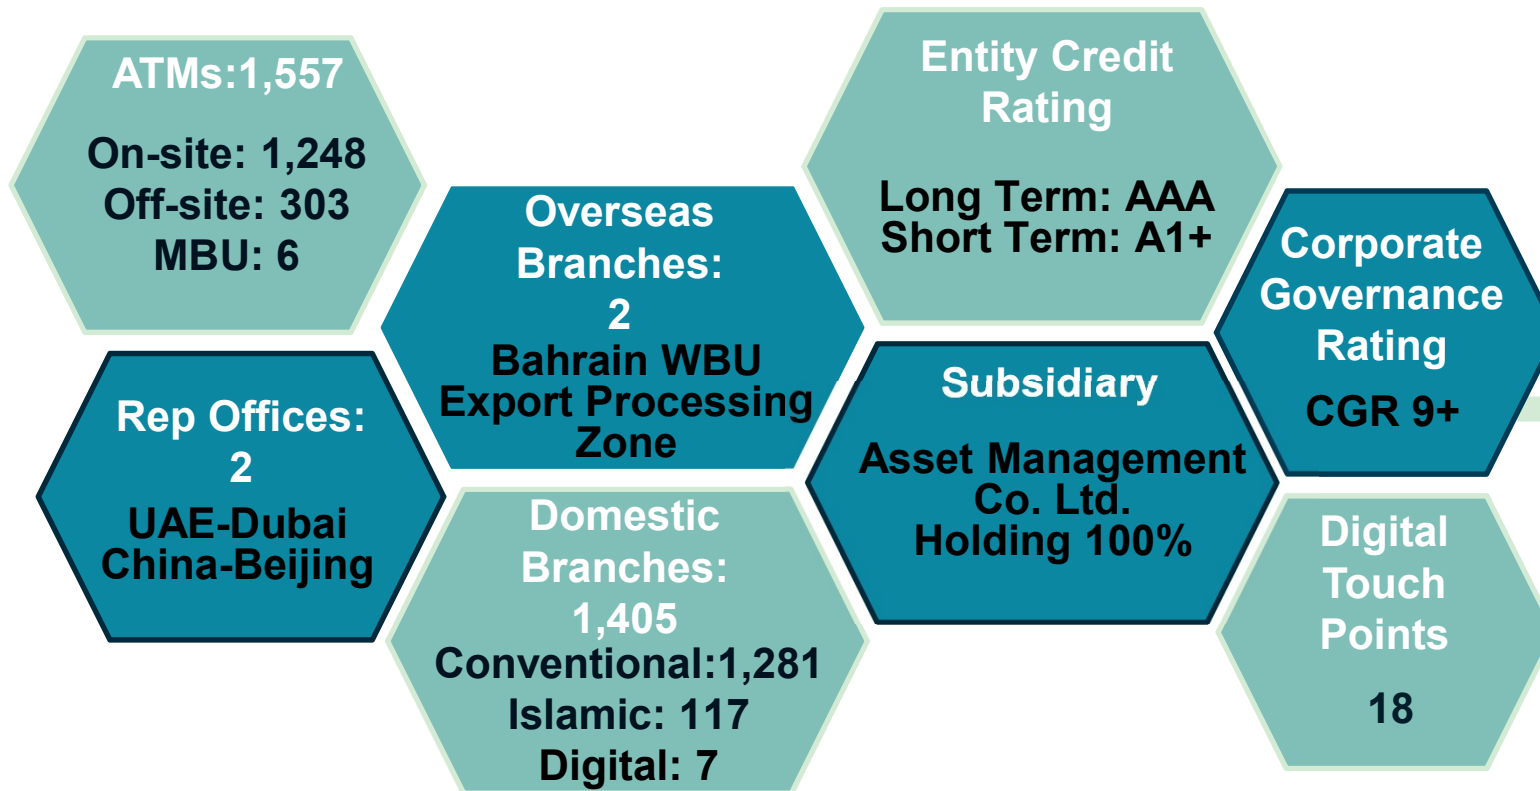 ATMs:1,557
On-site: 1,248
Off-site: 303
MBU: 6
Rep Offices:
2
UAE-Dubai
China-Beijing
Overseas
Branches:
2
Bahrain WBU
Export Processing
Zone
Domestic
Branches:
1,405
Conventional:1,281
Islamic: 117
Digital: 7
Entity Credit
Rating
Long Term: AAA
Short Term: A1+
Subsidiary
Asset Management
Co. Ltd.
Holding 100%
Corporate
Governance
Rating
CGR 9+
Digital
Touch
Points
18